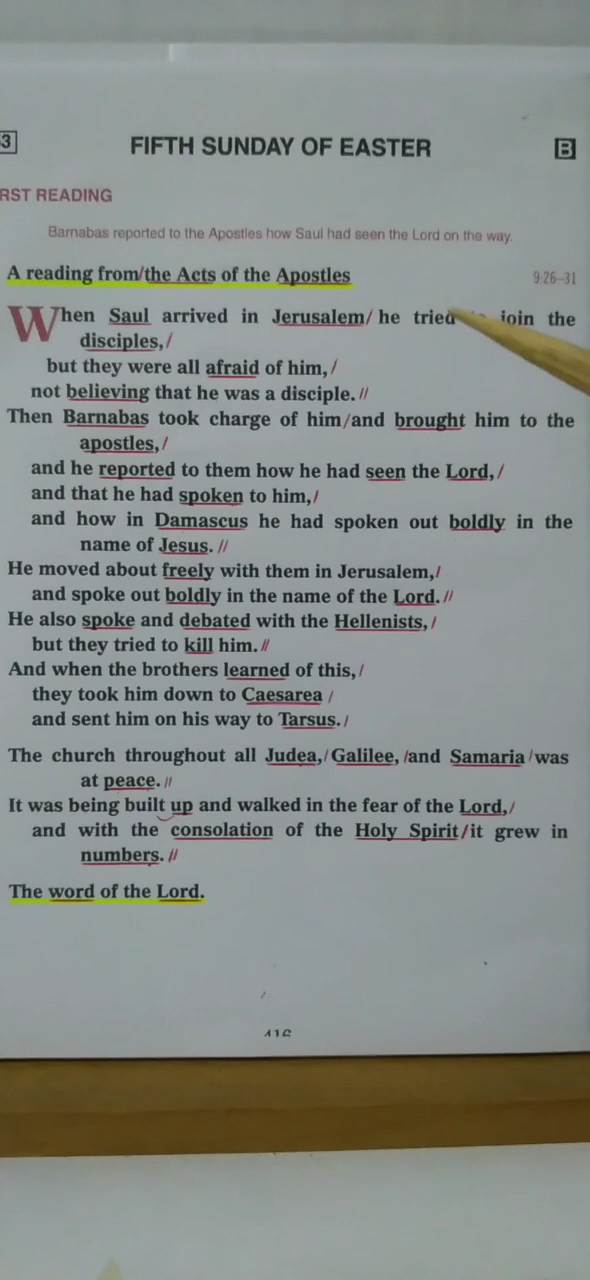 3
FIFTH SUNDAY OF EASTER
B
RST READING
Barnabas reported to the Apostles how Saul had seen the Lord on the way.
A reading from/the Acts of the Apostles
9:26–31
When Saul arrived in Jerusalem/ he tried join the
disciples,/
but they were all afraid of him,/
not believing that he was a disciple.//
Then Barnabas took charge of him/and brought him to the
apostles,/
and he reported to them how he had seen the Lord,/
and that he had spoken to him,/
and how in Damascus he had spoken out boldly in the
name of Jesus. //
He moved about freely with them in Jerusalem,/
and spoke out boldly in the name of the Lord.//
He also spoke and debated with the Hellenists,/
but they tried to kill him.//
And when the brothers learned of this,/
they took him down to Caesarea /
and sent him on his way to Tarsus./
The church throughout all Judea,/Galilee,/and Samaria/was
at peace.//
It was being built up and walked in the fear of the Lord,/
and with the consolation of the Holy Spirit/it grew in
numbers.//
The word of the Lord.